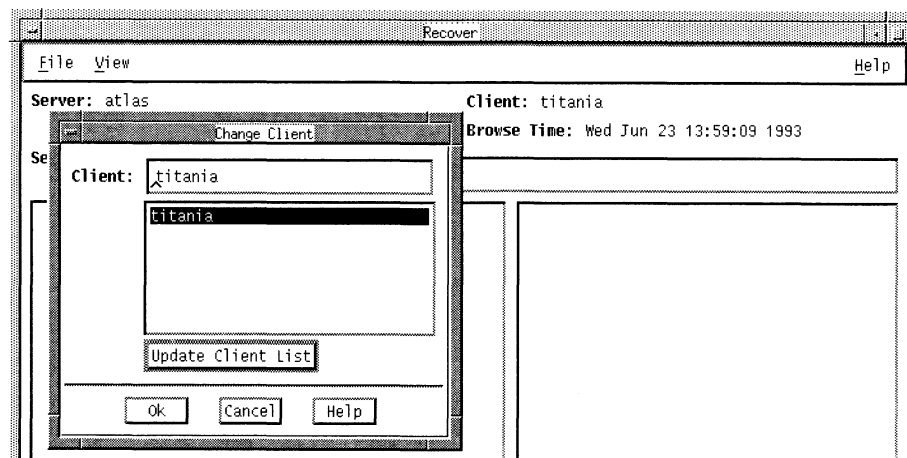 Recover
File View Help
Server: atlas Client: titania
Change Client
Browse Time: Wed Jun 23 13:59:09 1993
Se
Client: titania
titania
Update Client List
Ok Cancel Help